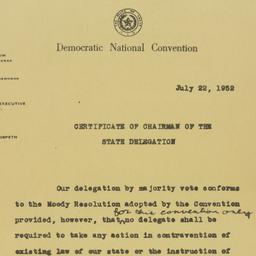 Democratic National Convention
July 22, 1952
EXECUTIVE
CERTIFICATE OF CHAIRMAN OF THE
STATE DELEGATION
Our delegation by majority vote conforms
to the Moody Resolution adopted by the Convention
for this convention only
provided, however, that no delegate shall be
required to take any action in contravention of
existing law of our state or the instruction of